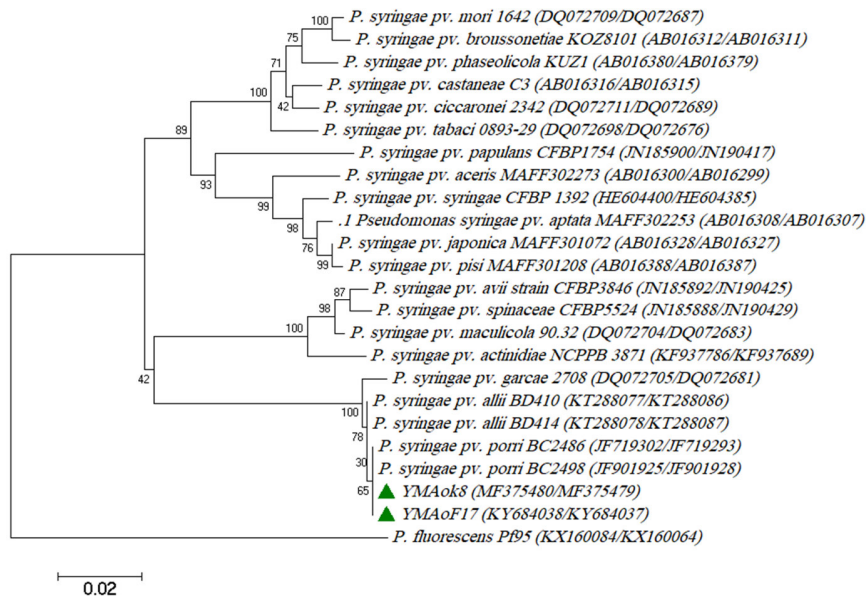 P. syringae pv. mori 1642 (DQ072709/DQ072687)
P. syringae pv. broussonetiae KOZ8101 (AB016312/AB016311)
P. syringae pv. phaseolicola KUZ1 (AB016380/AB016379)
P. syringae pv. castaneae C3 (AB016316/AB016315)
P. syringae pv. ciccaronei 2342 (DQ072711/DQ072689)
P. syringae pv. tabaci 0893-29 (DQ072698/DQ072676)
P. syringae pv. papulans CFBP1754 (JN185900/JN190417)
P. syringae pv. aceris MAFF302273 (AB016300/AB016299)
P. syringae pv. syringae CFBP 1392 (HE604400/HE604385)
.1 Pseudomonas syringae pv. aptata MAFF302253 (AB016308/AB016307)
P. syringae pv. japonica MAFF301072 (AB016328/AB016327)
P. syringae pv. pisi MAFF301208 (AB016388/AB016387)
P. syringae pv. avii strain CFBP3846 (JN185892/JN190425)
P. syringae pv. spinaceae CFBP5524 (JN185888/JN190429)
P. syringae pv. maculicola 90.32 (DQ072704/DQ072683)
P. syringae pv. actinidiae NCPPB 3871 (KF937786/KF937689)
P. syringae pv. garcae 2708 (DQ072705/DQ072681)
P. syringae pv. allii BD410 (KT288077/KT288086)
P. syringae pv. allii BD414 (KT288078/KT288087)
P. syringae pv. porri BC2486 (JF719302/JF719293)
P. syringae pv. porri BC2498 (JF901925/JF901928)
YMAok8 (MF375480/MF375479)
YMAoF17 (KY684038/KY684037)
P. fluorescens Pf95 (KX160084/KX160064)
100
75
71
42
100
89
93
99
98
76
99
87
98
100
42
100
78
30
65
0.02